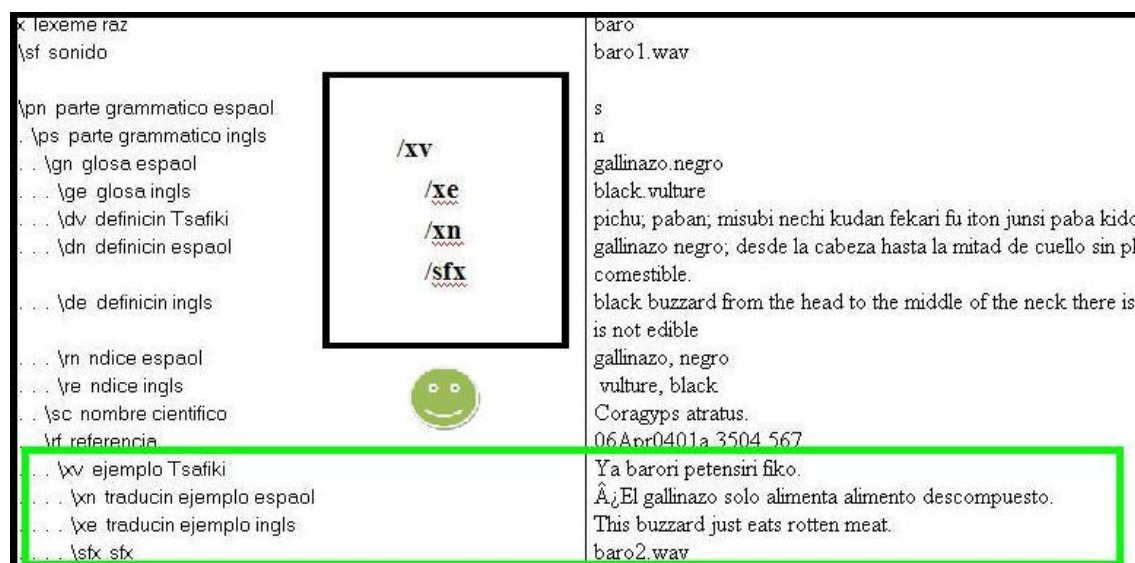 x lexeme raz baro
\sf sonido baro1.wav
\pn parte grammatico espaol s
. \ps parte grammatico ingls n
. . \gn glosa espaol gallinazo.negro
. . . \ge glosa ingls black.vulture
. . . \dv definicin Tsafiki pichu; paban; misubi nechi kudan fekari fu iton junsi paba kido
. . . \dn definicin espaol gallinazo negro; desde la cabeza hasta la mitad de cuello sin pl
comestible.
. . . \de definicin ingls black buzzard from the head to the middle of the neck there is
is not edible
. . . \rn ndice espaol gallinazo, negro
. . . \re ndice ingls vulture, black
. . \sc nombre cientifico Coragyps atratus.
. . \rf referencia 06Apr0401a 3504 567
. . . \xv ejemplo Tsafiki Ya barori petensiri fiko.
. . . . \xn traducin ejemplo espaol Â¿El gallinazo solo alimenta alimento descompuesto.
. . . . \xe traducin ejemplo ingls This buzzard just eats rotten meat.
. . . . \sfx sfx baro2.wav
/xv
/xe
/xn
/sfx